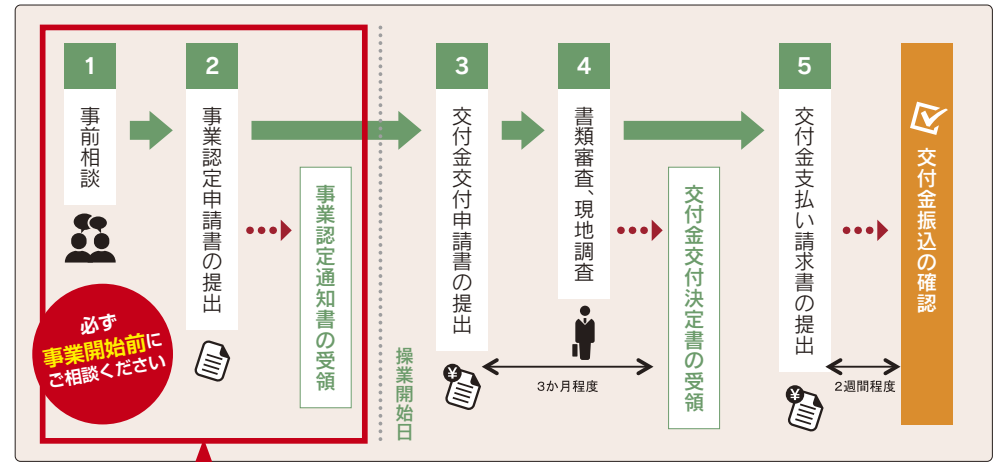 1
事前相談
必ず
事業開始前に
ご相談ください
2
事業認定申請書の提出
事業認定通知書の受領
操業開始日
3
交付金交付申請書の提出
¥
3か月程度
4
書類審査、現地調査
交付金交付決定書の受領
5
交付金支払い請求書の提出
¥
2週間程度
交付金振込の確認